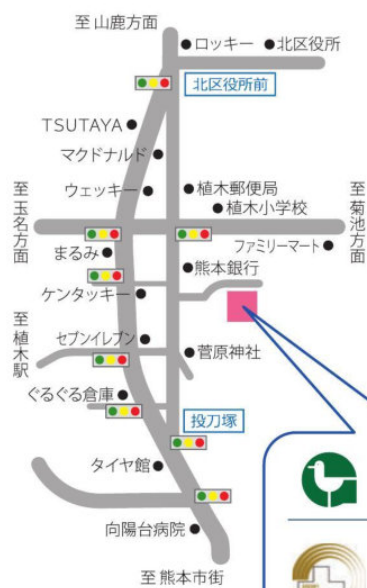 至 山鹿方面
ロッキー
北区役所
北区役所前
TSUTAYA
マクドナルド
ウェッキー
植木郵便局
植木小学校
至玉名方面
至菊池方面
ファミリーマート
まるみ
熊本銀行
ケンタッキー
至植木駅
セブンイレブン
菅原神社
ぐるぐる倉庫
投刀塚
タイヤ館
向陽台病院
至 熊本市街